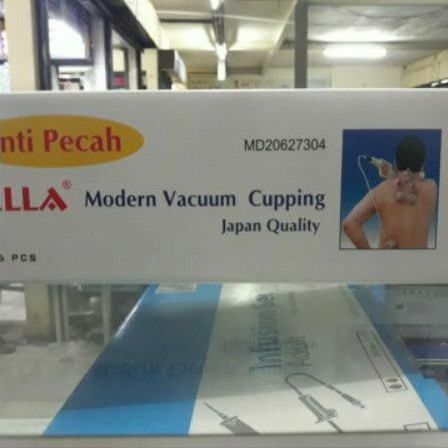 nti Pecah
MD20627304
LLA®
Modern Vacuum Cupping
Japan Quality
PCS